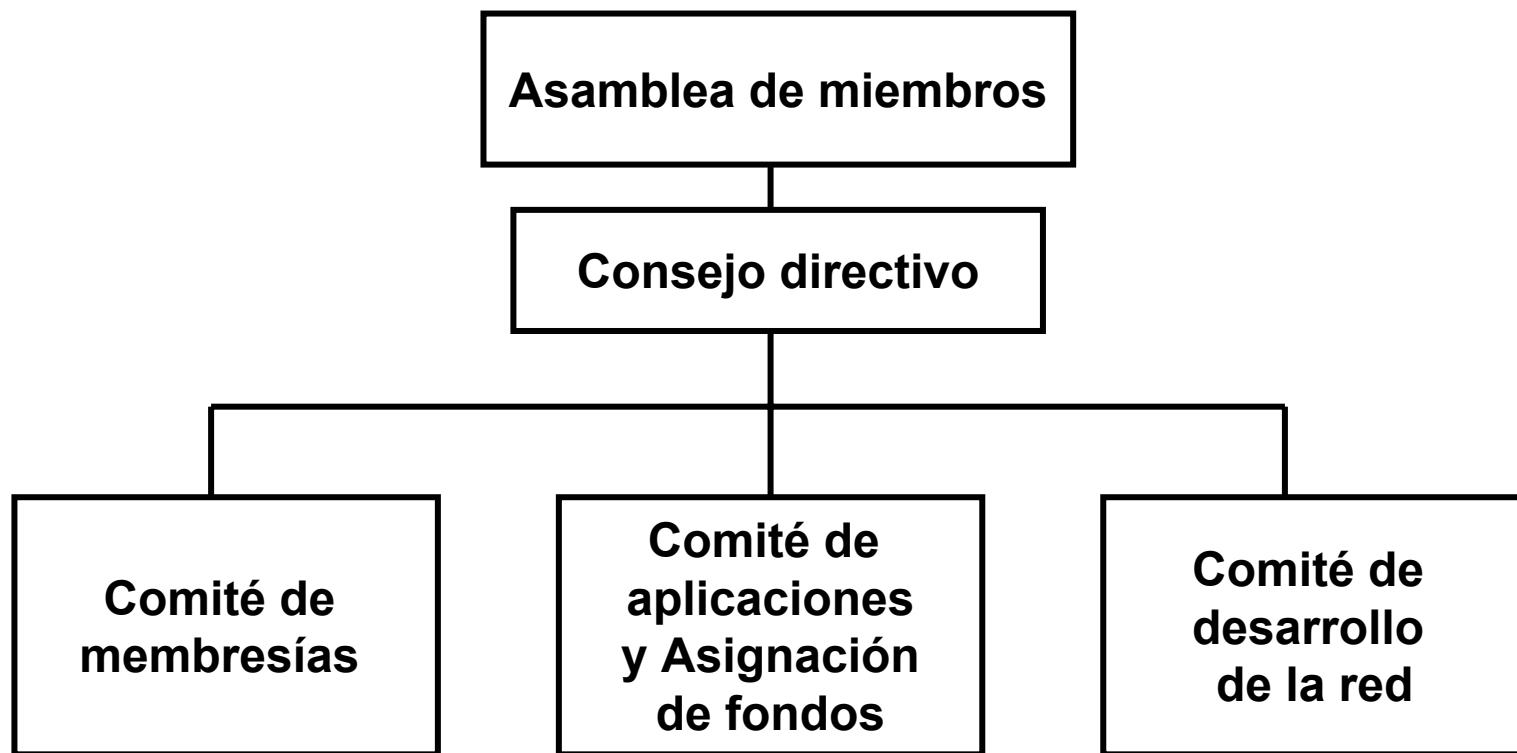 Asamblea de miembros
Consejo directivo
Comité de
membresías
Comité de
aplicaciones
y Asignación
de fondos
Comité de
desarrollo
de la red